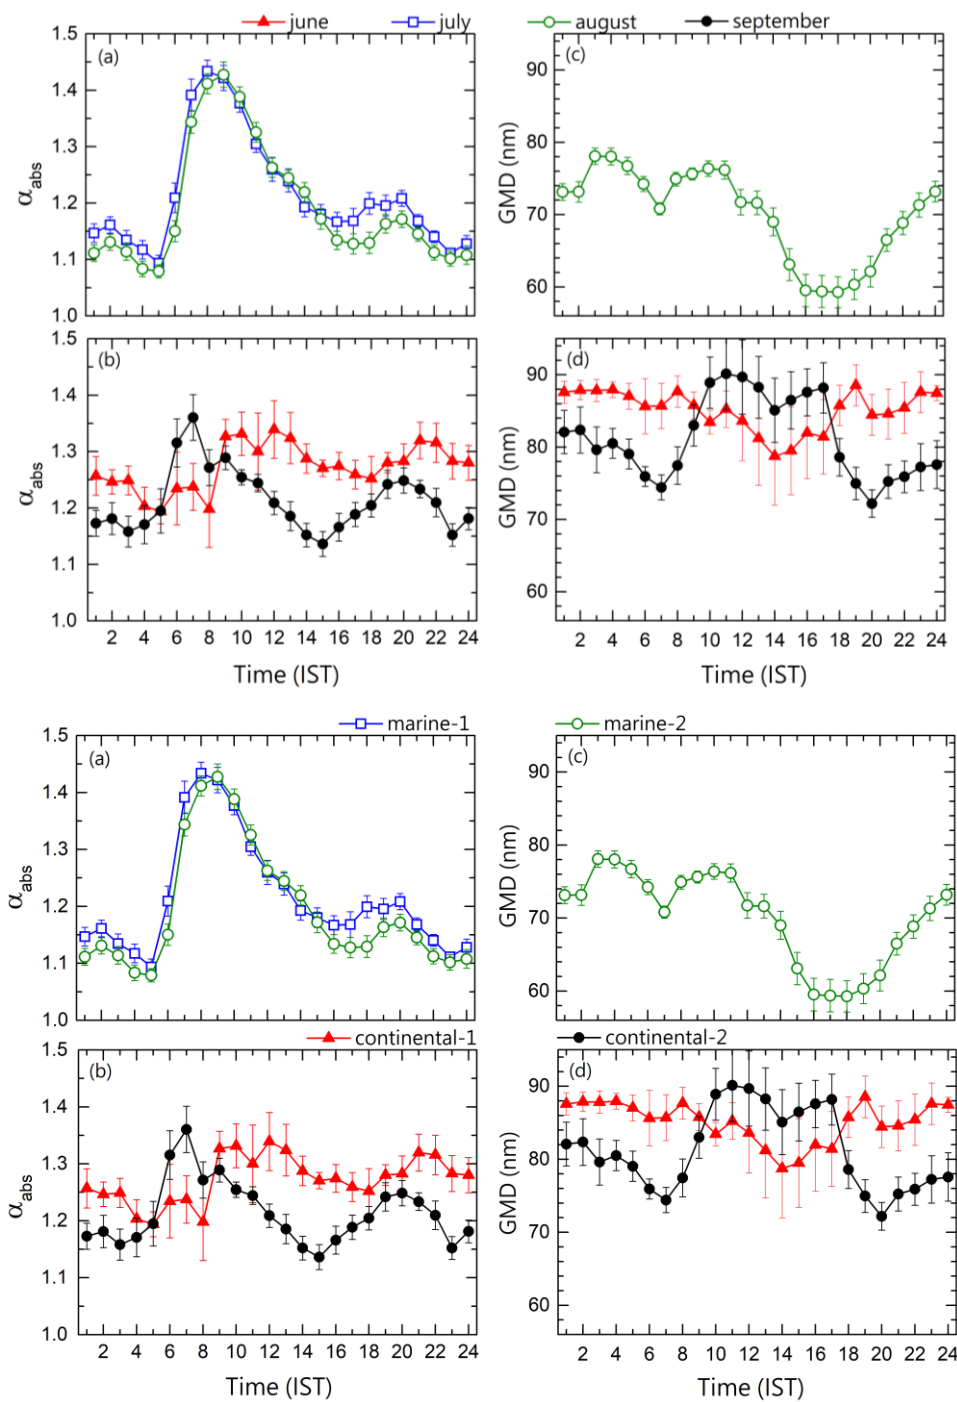 june july august september
(a) (c)
1.5 1.4 1.3 1.2 1.1 1.0
α_abs
90 80 70 60
GMD (nm)
(b) (d)
1.5 1.4 1.3 1.2 1.1 1.0
α_abs
90 80 70 60
GMD (nm)
2 4 6 8 10 12 14 16 18 20 22 24
2 4 6 8 10 12 14 16 18 20 22 24
Time (IST) Time (IST)
marine-1 marine-2
(a) (c)
1.5 1.4 1.3 1.2 1.1 1.0
α_abs
90 80 70 60
GMD (nm)
continental-1 continental-2
(b) (d)
1.5 1.4 1.3 1.2 1.1 1.0
α_abs
90 80 70 60
GMD (nm)
2 4 6 8 10 12 14 16 18 20 22 24
2 4 6 8 10 12 14 16 18 20 22 24
Time (IST) Time (IST)